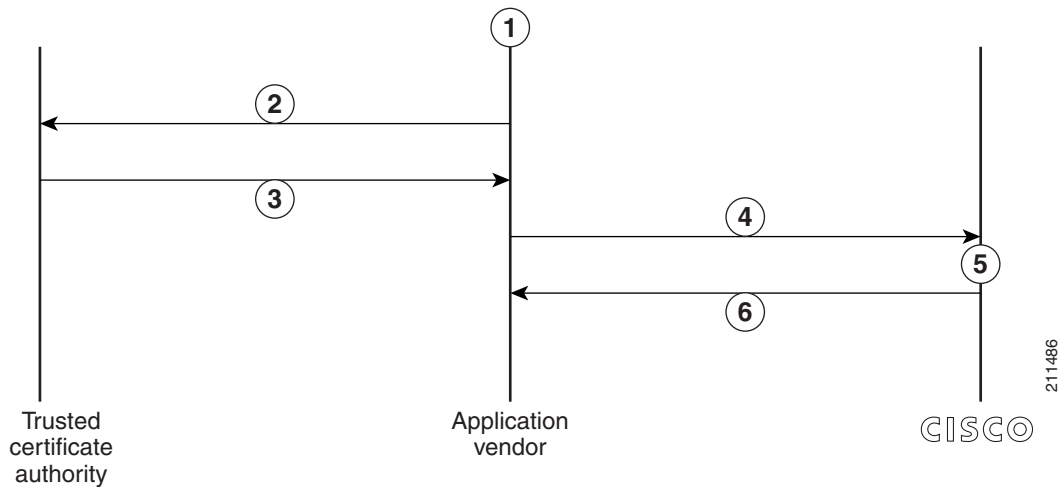 1
2
3
4
5
6
211486
Trusted
certificate
authority
Application
vendor
CISCO